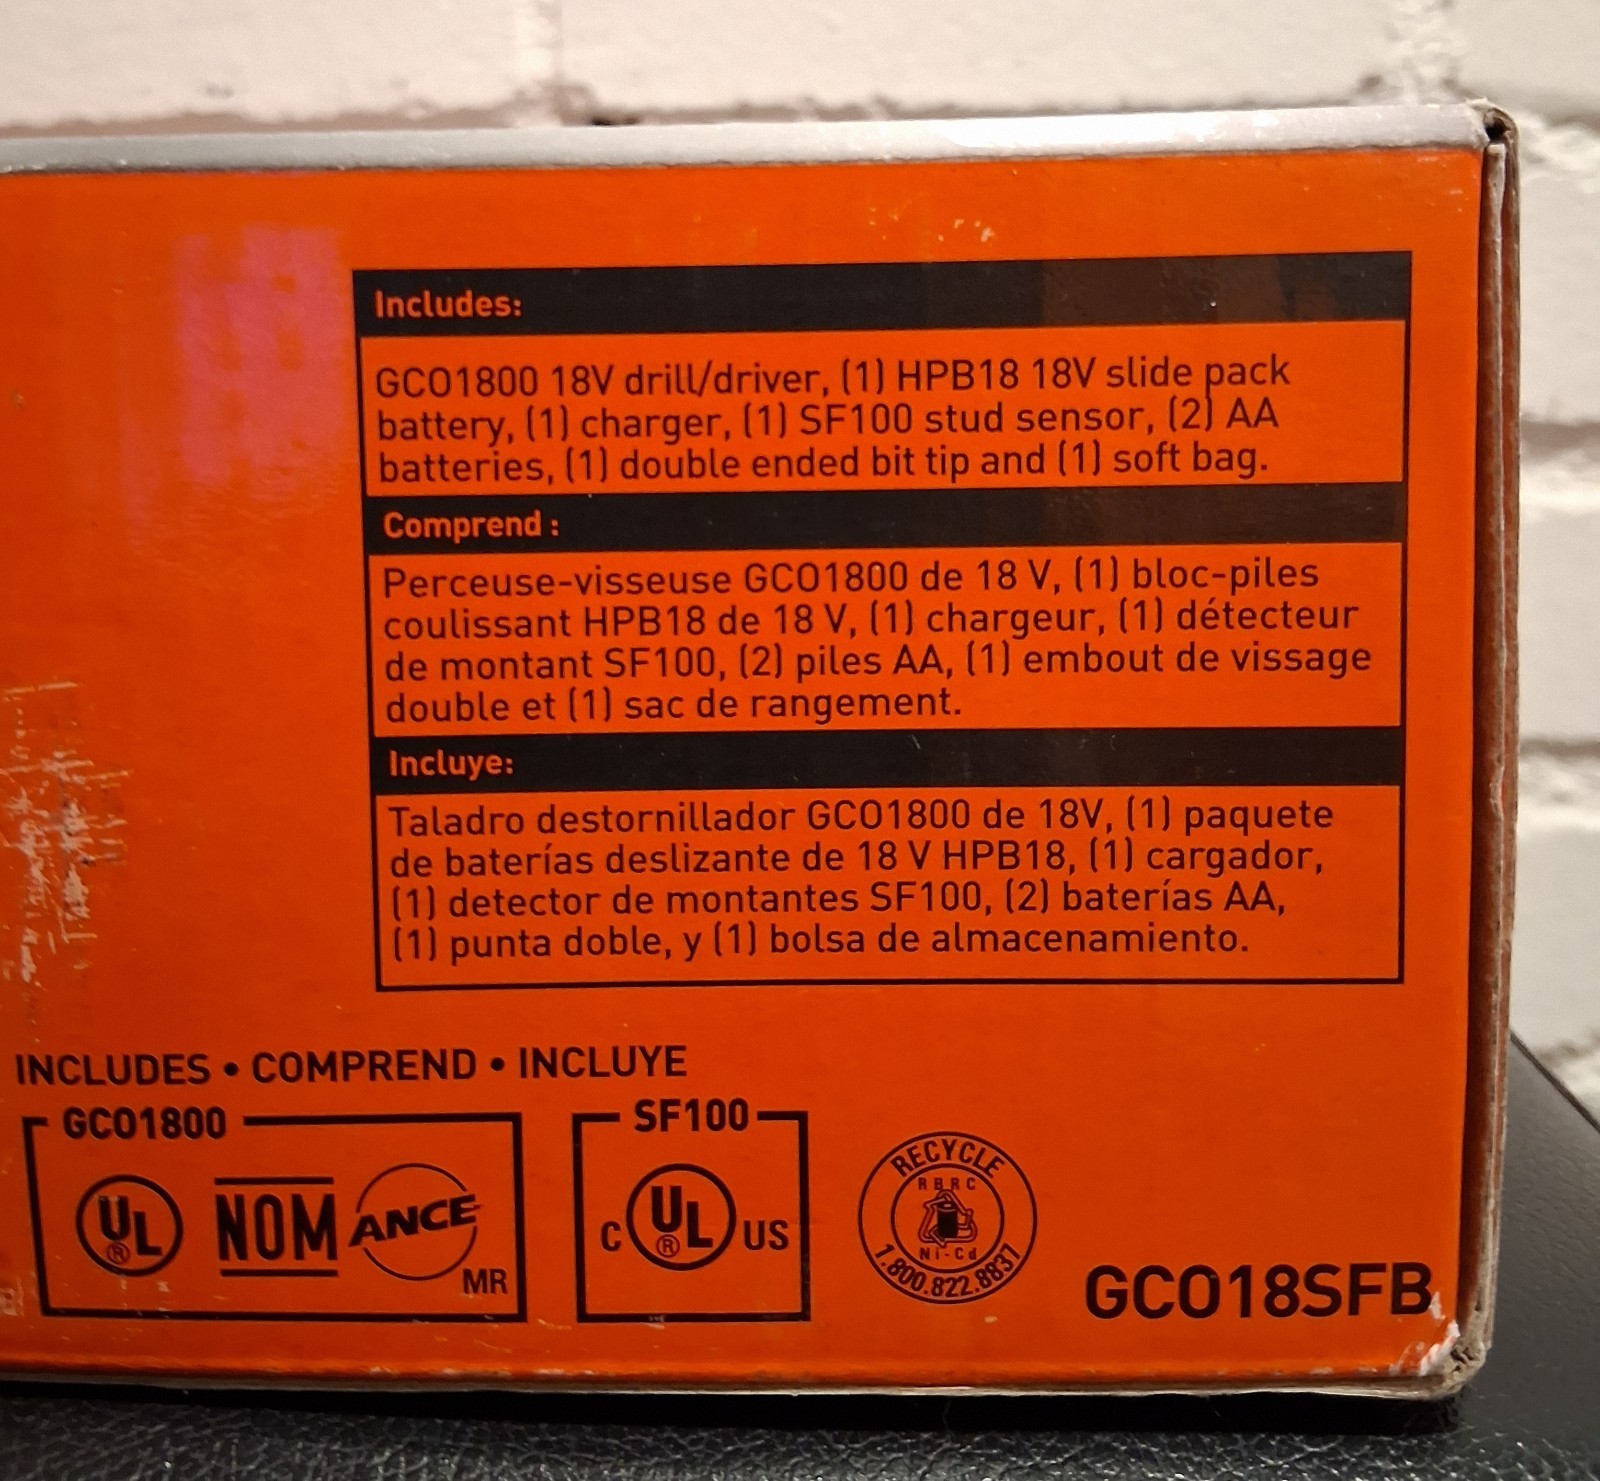 Includes:
GCO1800 18V drill/driver, (1) HPB18 18V slide pack
battery, (1) charger, (1) SF100 stud sensor, (2) AA
batteries, (1) double ended bit tip and (1) soft bag.
Comprend :
Perceuse-visseuse GCO1800 de 18 V, (1) bloc-piles
coulissant HPB18 de 18 V, (1) chargeur, (1) détecteur
de montant SF100, (2) piles AA, (1) embout de vissage
double et (1) sac de rangement.
Incluye:
Taladro destornillador GCO1800 de 18V, (1) paquete
de baterías deslizante de 18 V HPB18, (1) cargador,
(1) detector de montantes SF100, (2) baterías AA,
(1) punta doble, y (1) bolsa de almacenamiento.
INCLUDES • COMPREND • INCLUYE
GCO1800
UL ®
NOM
ANCE
MR
SF100
C UL ® US
RECYCLE
RBRC
Ni-Cd
1.800.822.8837
GCO18SFB